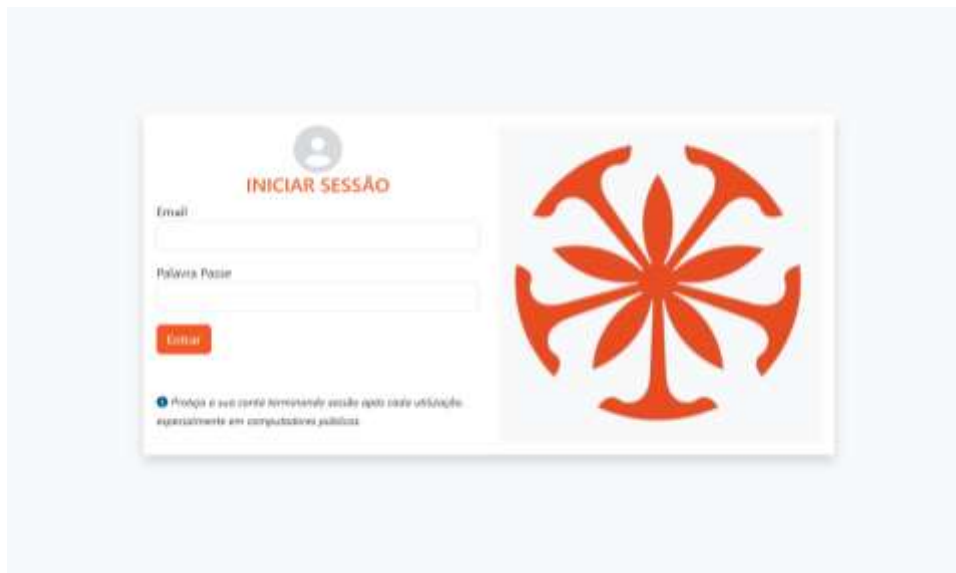 INICIAR SESSÃO
Email
Palavra Passe
Entrar
Proteja a sua conta terminando sessão após cada utilização,
especialmente em computadores públicos.